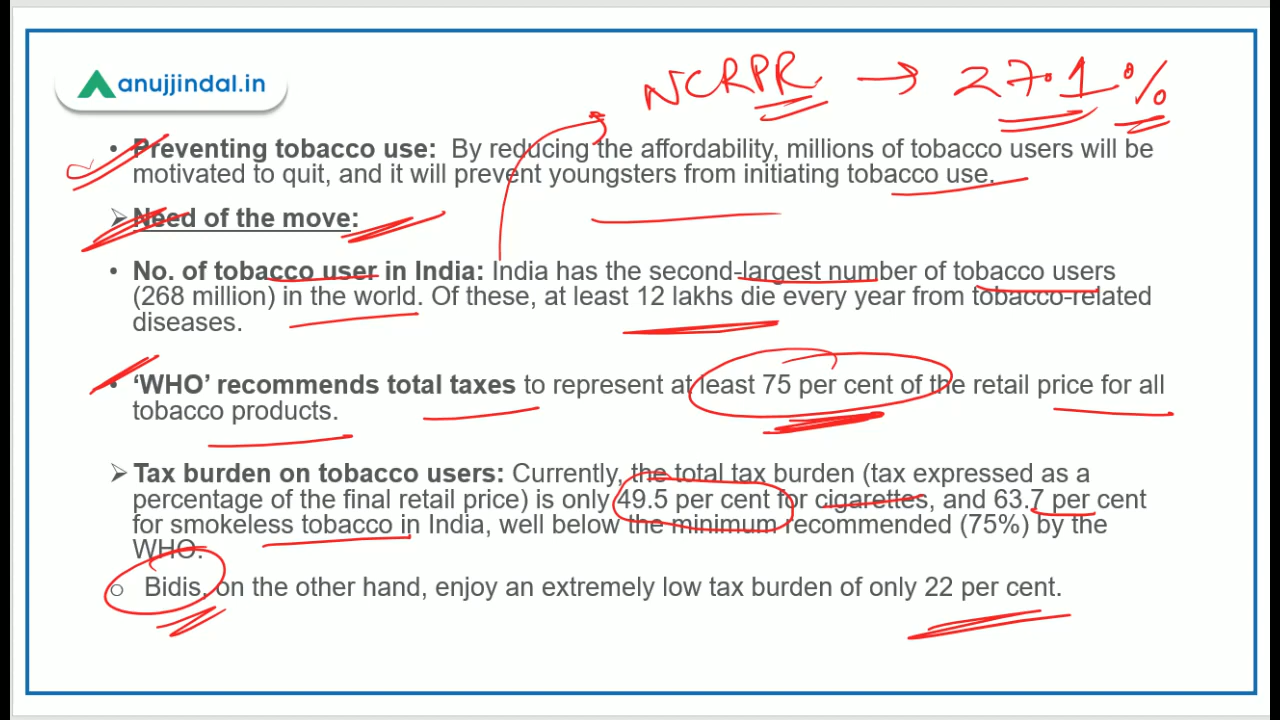 anujjindal.in
NCRPR → 27.1%
• Preventing tobacco use: By reducing the affordability, millions of tobacco users will be
motivated to quit, and it will prevent youngsters from initiating tobacco use.
➢ Need of the move:
• No. of tobacco user in India: India has the second-largest number of tobacco users
(268 million) in the world. Of these, at least 12 lakhs die every year from tobacco-related
diseases.
• ‘WHO’ recommends total taxes to represent at least 75 per cent of the retail price for all
tobacco products.
➢ Tax burden on tobacco users: Currently, the total tax burden (tax expressed as a
percentage of the final retail price) is only 49.5 per cent for cigarettes, and 63.7 per cent
for smokeless tobacco in India, well below the minimum recommended (75%) by the
WHO.
o Bidis, on the other hand, enjoy an extremely low tax burden of only 22 per cent.